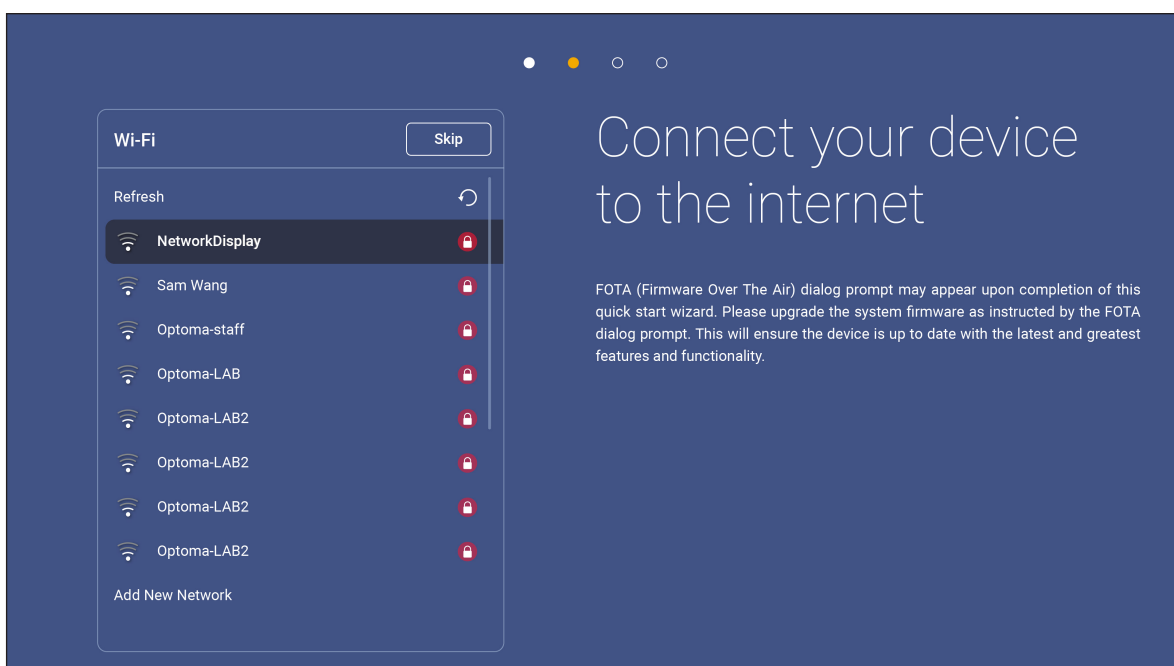 Wi-Fi
Skip
Refresh
NetworkDisplay
Sam Wang
Optoma-staff
Optoma-LAB
Optoma-LAB2
Optoma-LAB2
Optoma-LAB2
Optoma-LAB2
Add New Network
Connect your device
to the internet
FOTA (Firmware Over The Air) dialog prompt may appear upon completion of this
quick start wizard. Please upgrade the system firmware as instructed by the FOTA
dialog prompt. This will ensure the device is up to date with the latest and greatest
features and functionality.